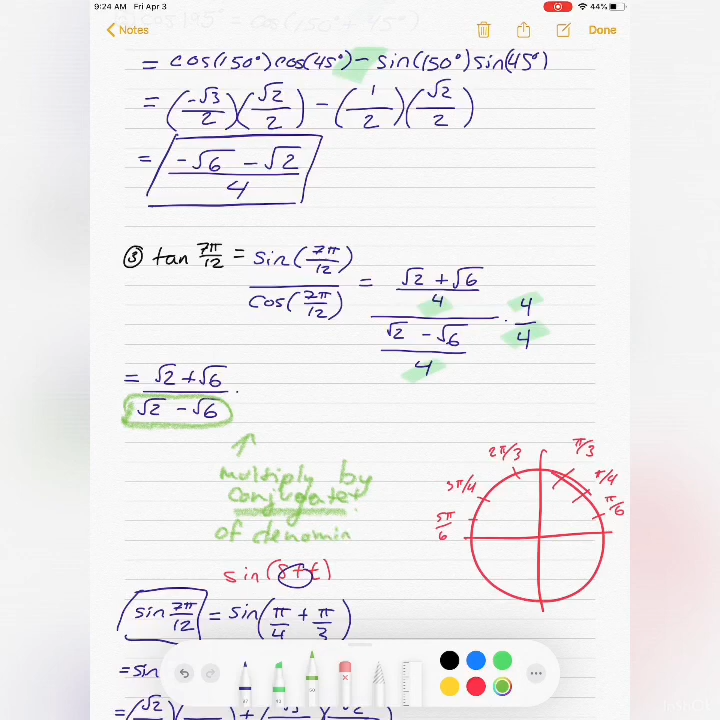 9:24 AM Fri Apr 3
44%
Notes
Done
= cos(150°)cos(45°) - sin(150°)sin(45°)
= (-√3/2)(√2/2) - (1/2)(√2/2)
= -√6 - √2 / 4
③ tan 7π/12 = sin(7π/12) / cos(7π/12) = (√2 + √6 / 4) / (√2 - √6 / 4) · 4/4
= √2 + √6 / √2 - √6 ·
multiply by
conjugate
of denomin
2π/3 π/3
3π/4 π/4
5π/6 π/6
sin(8+t)
sin 7π/12 = sin(π/4 + π/3)
= sin